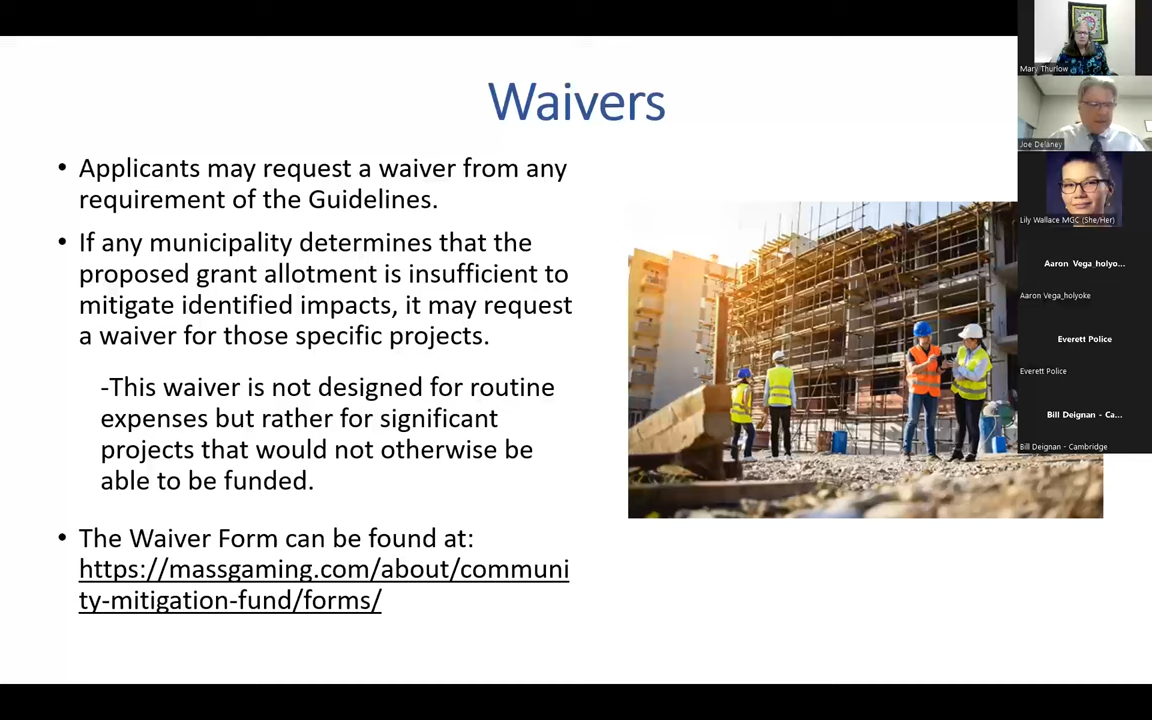 Waivers
• Applicants may request a waiver from any
requirement of the Guidelines.
• If any municipality determines that the
proposed grant allotment is insufficient to
mitigate identified impacts, it may request
a waiver for those specific projects.
-This waiver is not designed for routine
expenses but rather for significant
projects that would not otherwise be
able to be funded.
• The Waiver Form can be found at:
https://massgaming.com/about/communi
ty-mitigation-fund/forms/
Mary Thurlow
Joe Delaney
Lily Wallace MGC (She/Her)
Aaron Vega_holyo...
Aaron Vega_holyoke
Everett Police
Everett Police
Bill Deignan - Ca...
Bill Deignan - Cambridge